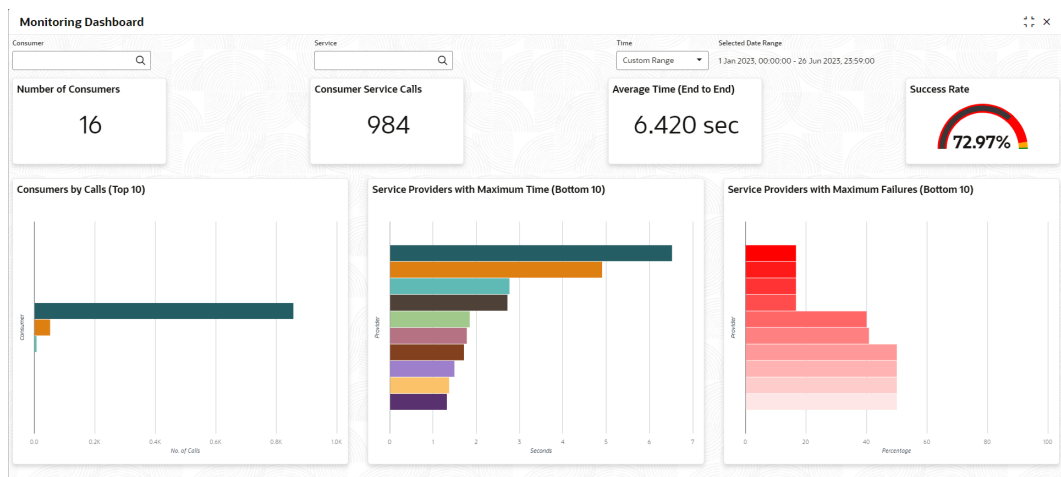 Monitoring Dashboard
Consumer
Service
Time
Selected Date Range
Custom Range
1 Jan 2023, 00:00:00 - 26 Jun 2023, 23:59:00
Number of Consumers
Consumer Service Calls
Average Time (End to End)
Success Rate
16
984
6.420 sec
72.97%
Consumers by Calls (Top 10)
Service Providers with Maximum Time (Bottom 10)
Service Providers with Maximum Failures (Bottom 10)
Consumer
Provider
Provider
0.0 0.2K 0.4K 0.6K 0.8K 1.0K
No. of Calls
0 1 2 3 4 5 6 7
Seconds
0 20 40 60 80 100
Percentage